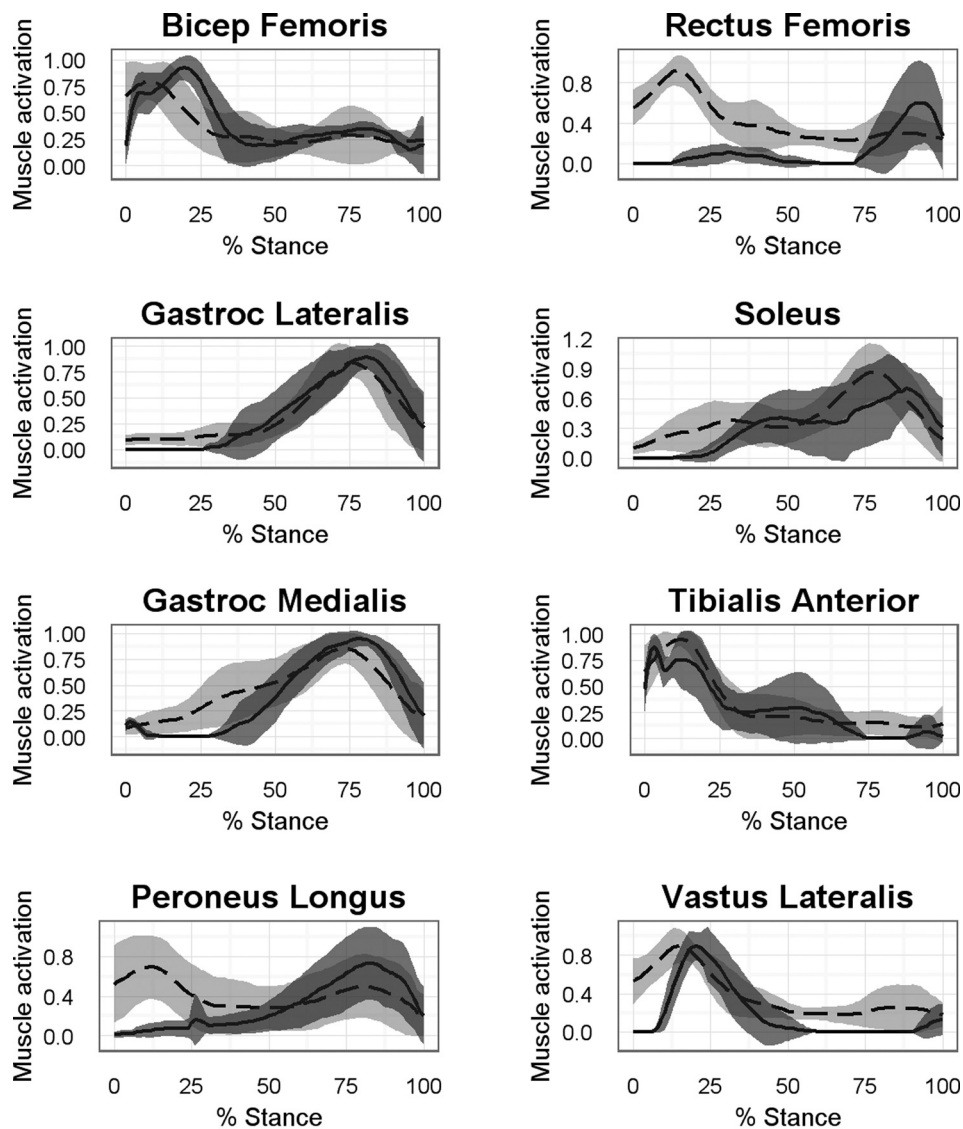 Bicep Femoris
Muscle activation
1.00
0.75
0.50
0.25
0.00
0 25 50 75 100
% Stance
Rectus Femoris
Muscle activation
0.8
0.4
0.0
0 25 50 75 100
% Stance
Gastroc Lateralis
Muscle activation
1.00
0.75
0.25
0.00
0 25 50 75 100
% Stance
Soleus
Muscle activation
1.2
0.9
0.6
0.3
0.0
0 25 50 75 100
% Stance
Gastroc Medialis
Muscle activation
1.00
0.75
0.50
0.25
0.00
0 25 50 75 100
% Stance
Tibialis Anterior
Muscle activation
1.00
0.75
0.50
0.25
0.00
0 25 50 75 100
% Stance
Peroneus Longus
Muscle activation
0.8
0.4
0.0
0 25 50 75 100
% Stance
Vastus Lateralis
Muscle activation
0.8
0.4
0.0
0 25 50 75 100
% Stance